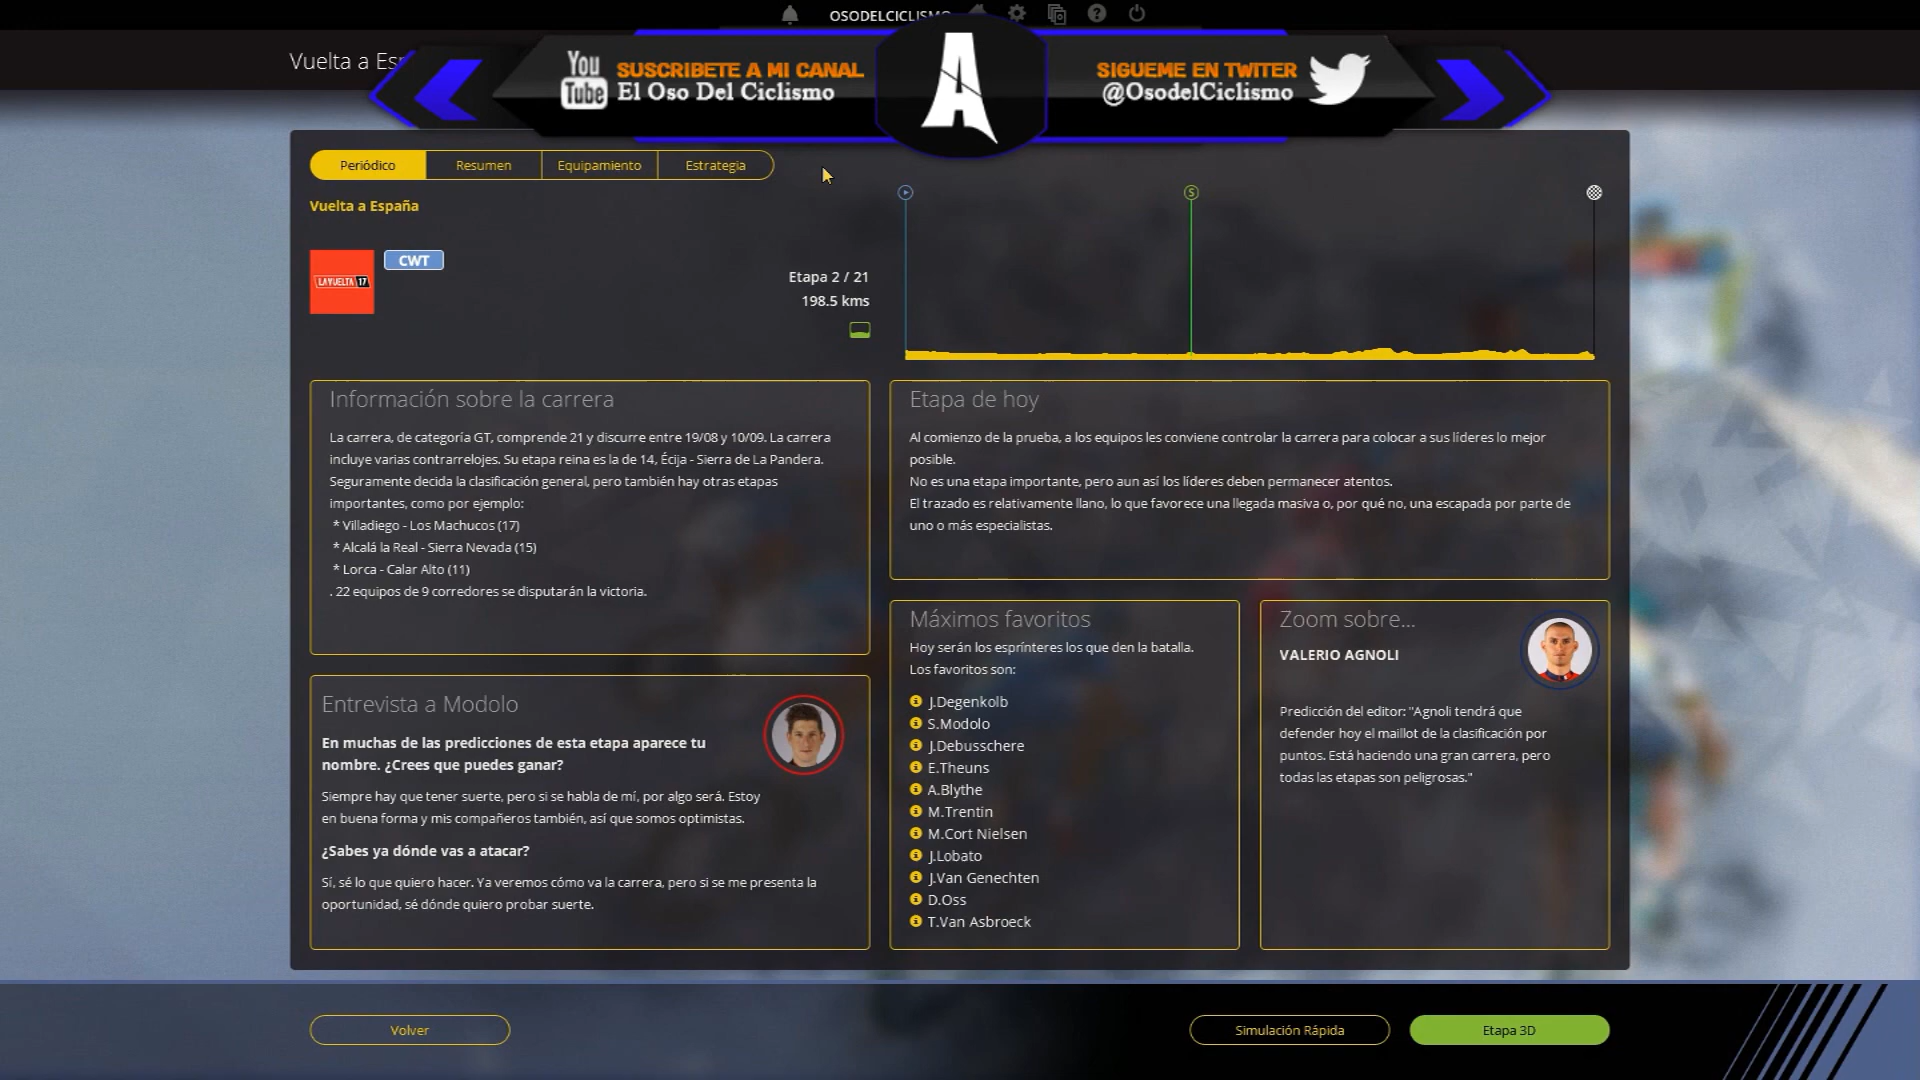 OSODELCICLISMO
Vuelta a Esp
You
Tube
SUSCRIBETE A MI CANAL
El Oso Del Ciclismo
A
SIGUEME EN TWITER
@OsodelCiclismo
Periódico
Resumen
Equipamiento
Estrategia
Vuelta a España
LA VUELTA 17
CWT
Etapa 2 / 21
198.5 kms
S
Información sobre la carrera
La carrera, de categoría GT, comprende 21 y discurre entre 19/08 y 10/09. La carrera
incluye varias contrarrelojes. Su etapa reina es la de 14, Écija - Sierra de La Pandera.
Seguramente decida la clasificación general, pero también hay otras etapas
importantes, como por ejemplo:
* Villadiego - Los Machucos (17)
* Alcalá la Real - Sierra Nevada (15)
* Lorca - Calar Alto (11)
. 22 equipos de 9 corredores se disputarán la victoria.
Etapa de hoy
Al comienzo de la prueba, a los equipos les conviene controlar la carrera para colocar a sus líderes lo mejor
posible.
No es una etapa importante, pero aun así los líderes deben permanecer atentos.
El trazado es relativamente llano, lo que favorece una llegada masiva o, por qué no, una escapada por parte de
uno o más especialistas.
Entrevista a Modolo
En muchas de las predicciones de esta etapa aparece tu
nombre. ¿Crees que puedes ganar?
Siempre hay que tener suerte, pero si se habla de mí, por algo será. Estoy
en buena forma y mis compañeros también, así que somos optimistas.
¿Sabes ya dónde vas a atacar?
Sí, sé lo que quiero hacer. Ya veremos cómo va la carrera, pero si se me presenta la
oportunidad, sé dónde quiero probar suerte.
Máximos favoritos
Hoy serán los esprínteres los que den la batalla.
Los favoritos son:
J.Degenkolb
S.Modolo
J.Debusschere
E.Theuns
A.Blythe
M.Trentin
M.Cort Nielsen
J.Lobato
J.Van Genechten
D.Oss
T.Van Asbroeck
Zoom sobre...
VALERIO AGNOLI
Predicción del editor: "Agnoli tendrá que
defender hoy el maillot de la clasificación por
puntos. Está haciendo una gran carrera, pero
todas las etapas son peligrosas."
Volver
Simulación Rápida
Etapa 3D